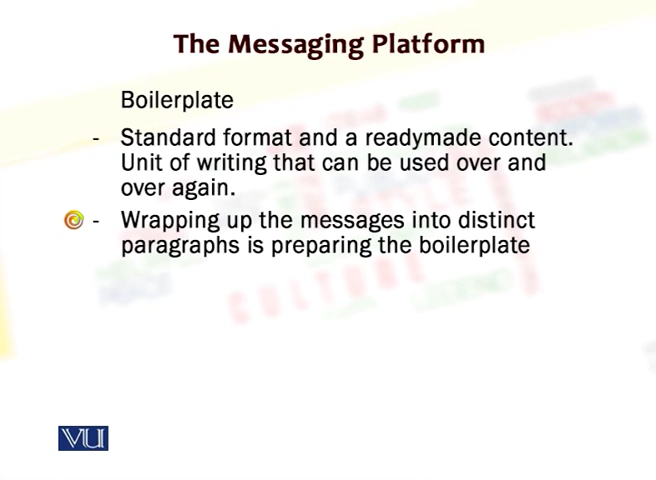 The Messaging Platform
Boilerplate
- Standard format and a readymade content.
Unit of writing that can be used over and
over again.
- Wrapping up the messages into distinct
paragraphs is preparing the boilerplate
CULTURE
VU